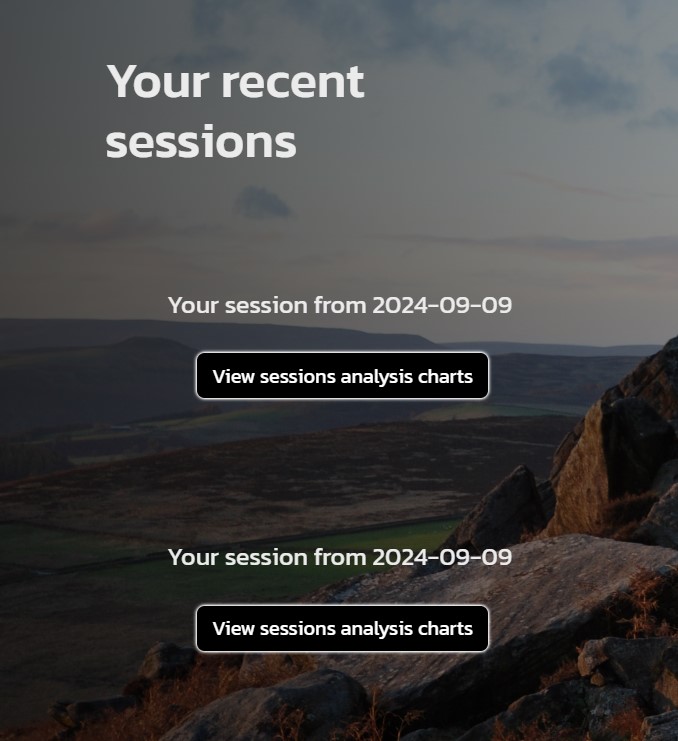 Your recent
sessions
Your session from 2024-09-09
View sessions analysis charts
Your session from 2024-09-09
View sessions analysis charts